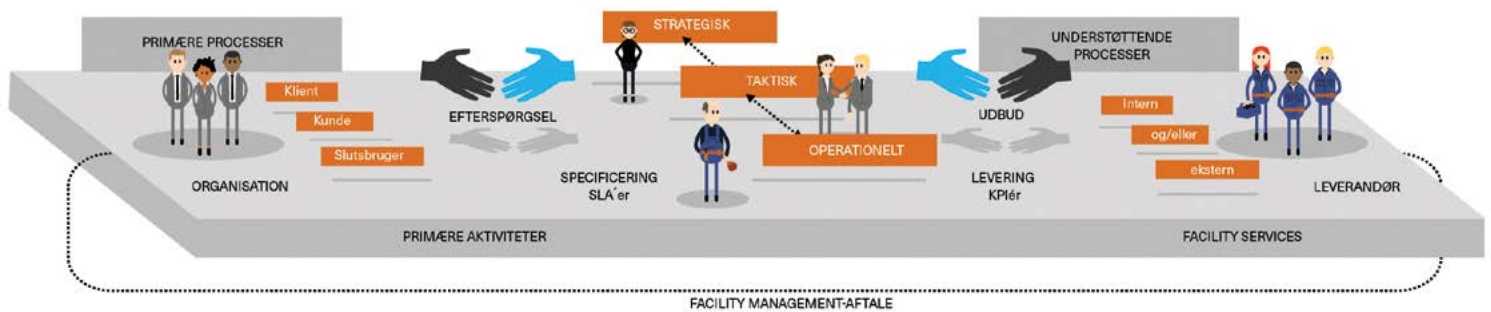 PRIMÆRE PROCESSER
Klient
Kunde
Slutsbruger
ORGANISATION
EFTERSPØRGSEL
SPECIFICERING
SLA´er
STRATEGISK
TAKTISK
OPERATIONELT
UDBUD
LEVERING
KPIér
UNDERSTØTTENDE
PROCESSER
Intern
og/eller
ekstern
LEVERANDØR
PRIMÆRE AKTIVITETER
FACILITY SERVICES
FACILITY MANAGEMENT-AFTALE